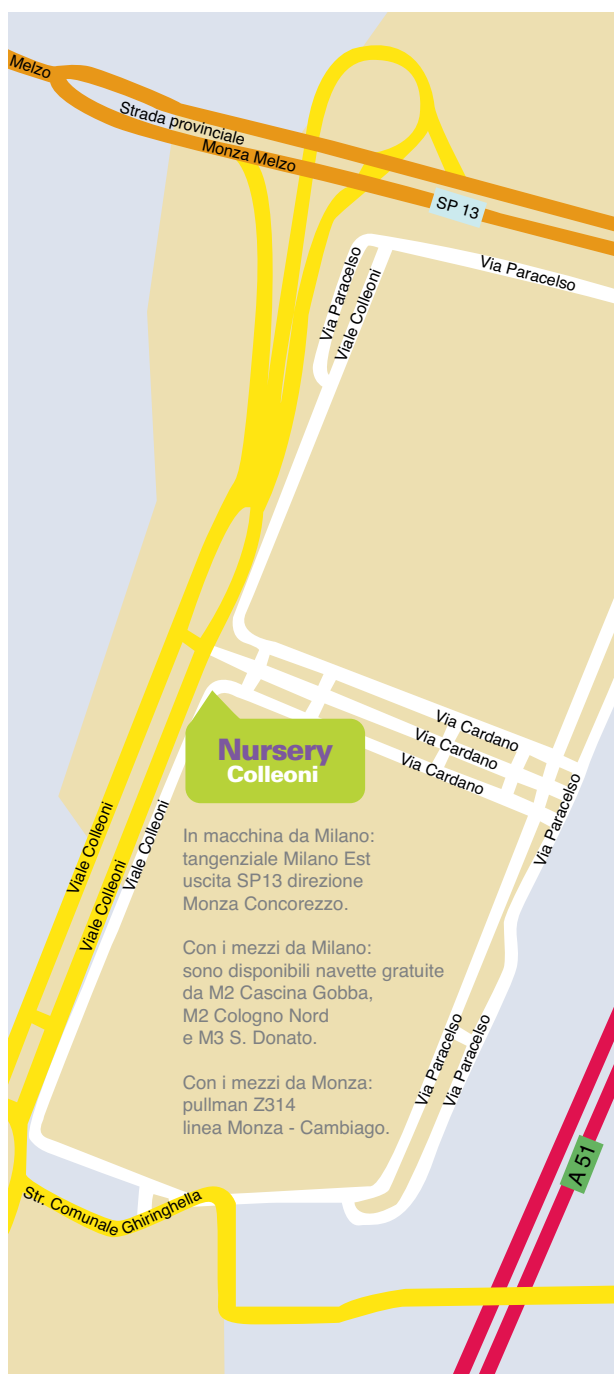 Melzo
Strada provinciale
Monza Melzo
SP 13
Via Paracelso
Via Paracelso
Viale Colleoni
Via Cardano
Via Cardano
Via Cardano
Nursery
Colleoni
Viale Colleoni
Viale Colleoni
Viale Colleoni
Via Paracelso
In macchina da Milano:
tangenziale Milano Est
uscita SP13 direzione
Monza Concorezzo.
Con i mezzi da Milano:
sono disponibili navette gratuite
da M2 Cascina Gobba,
M2 Cologno Nord
e M3 S. Donato.
Con i mezzi da Monza:
pullman Z314
linea Monza - Cambiago.
Via Paracelso
Via Paracelso
A 51
Str. Comunale Ghiringhella